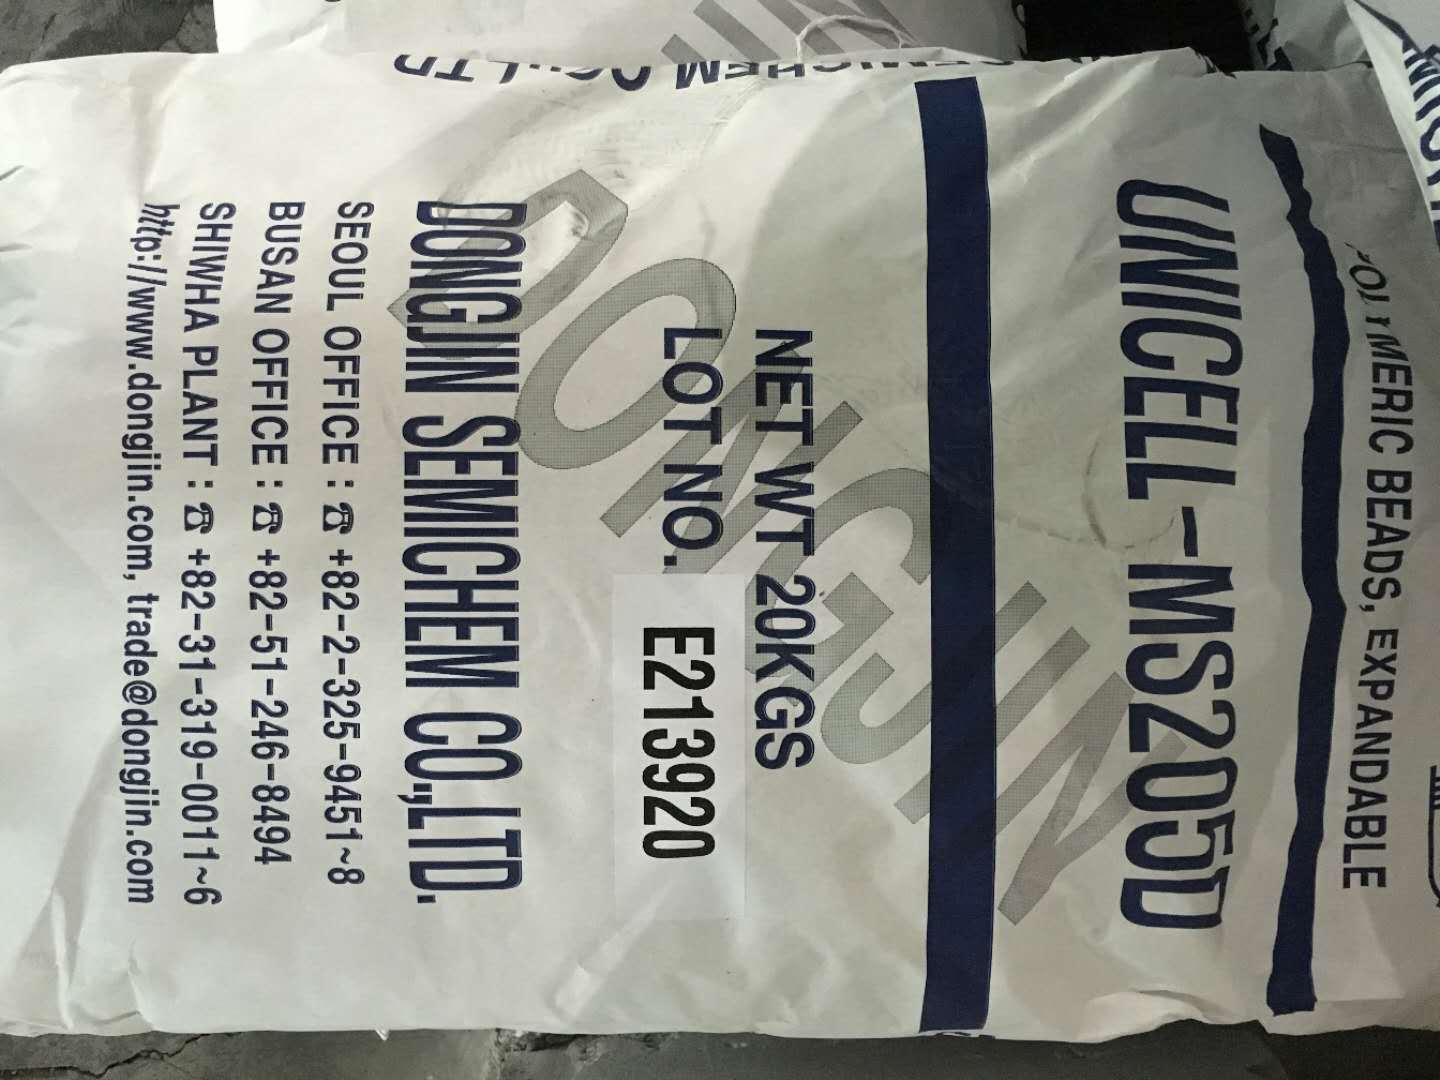 POLYMERIC BEADS, EXPANDABLE
UNICELL-MS205D
NET WT 20KGS
LOT NO. E213920
DONGJIN
DONGJIN SEMICHEM CO.,LTD.
SEOUL OFFICE : ☎ +82-2-325-9451~8
BUSAN OFFICE : ☎ +82-51-246-8494
SHIWHA PLANT : ☎ +82-31-319-0011~6
http://www.dongjin.com, trade@dongjin.com